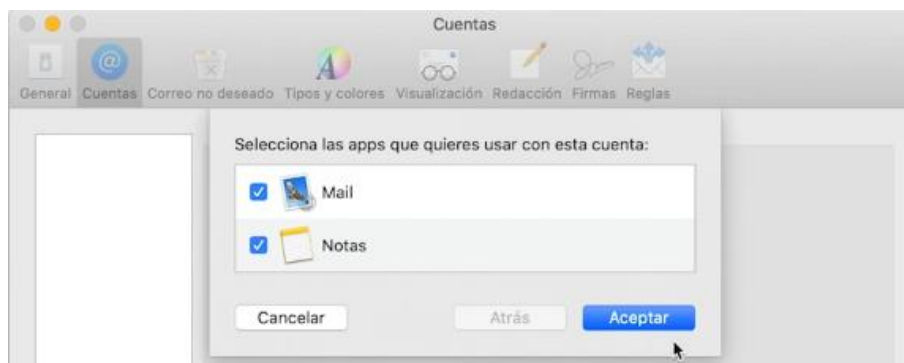 Cuentas
General Cuentas Correo no deseado Tipos y colores Visualización Redacción Firmas Reglas
Selecciona las apps que quieres usar con esta cuenta:
Mail
Notas
Cancelar Atrás Aceptar